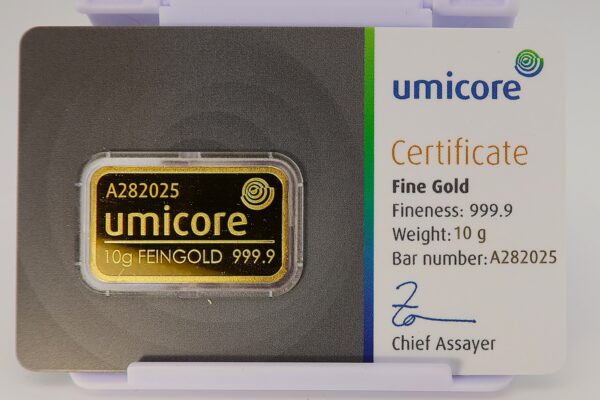 A282025
umicore
10g FEINGOLD 999.9
umicore
Certificate
Fine Gold
Fineness: 999.9
Weight: 10 g
Bar number: A282025
Chief Assayer